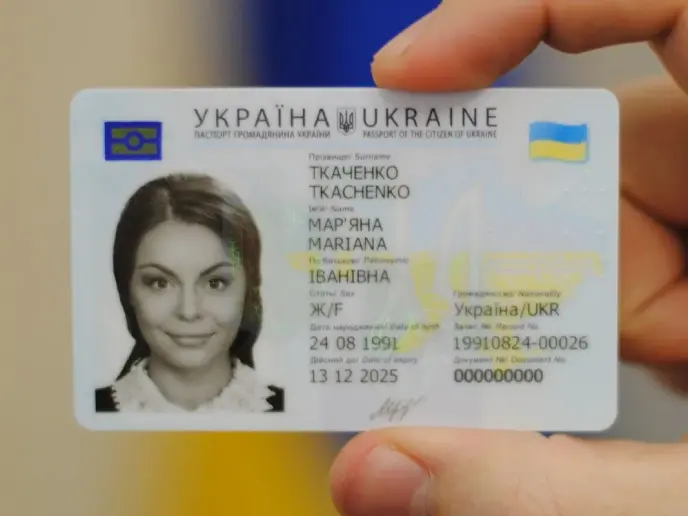 УКРАЇНА UKRAINE
ПАСПОРТ ГРОМАДЯНИНА УКРАЇНИ PASSPORT OF THE CITIZEN OF UKRAINE
Прізвище/ Surname
ТКАЧЕНКО
TKACHENKO
Ім'я/ Name
МАР'ЯНА
MARIANA
По батькові/ Patronymic
ІВАНІВНА
Стать/ Sex Громадянство/ Nationality
Ж/F Україна/UKR
Дата народження/ Date of birth Запис №/ Record No.
24 08 1991 19910824-00026
Дійсний до/ Date of expiry Документ №/ Document No.
13 12 2025 000000000